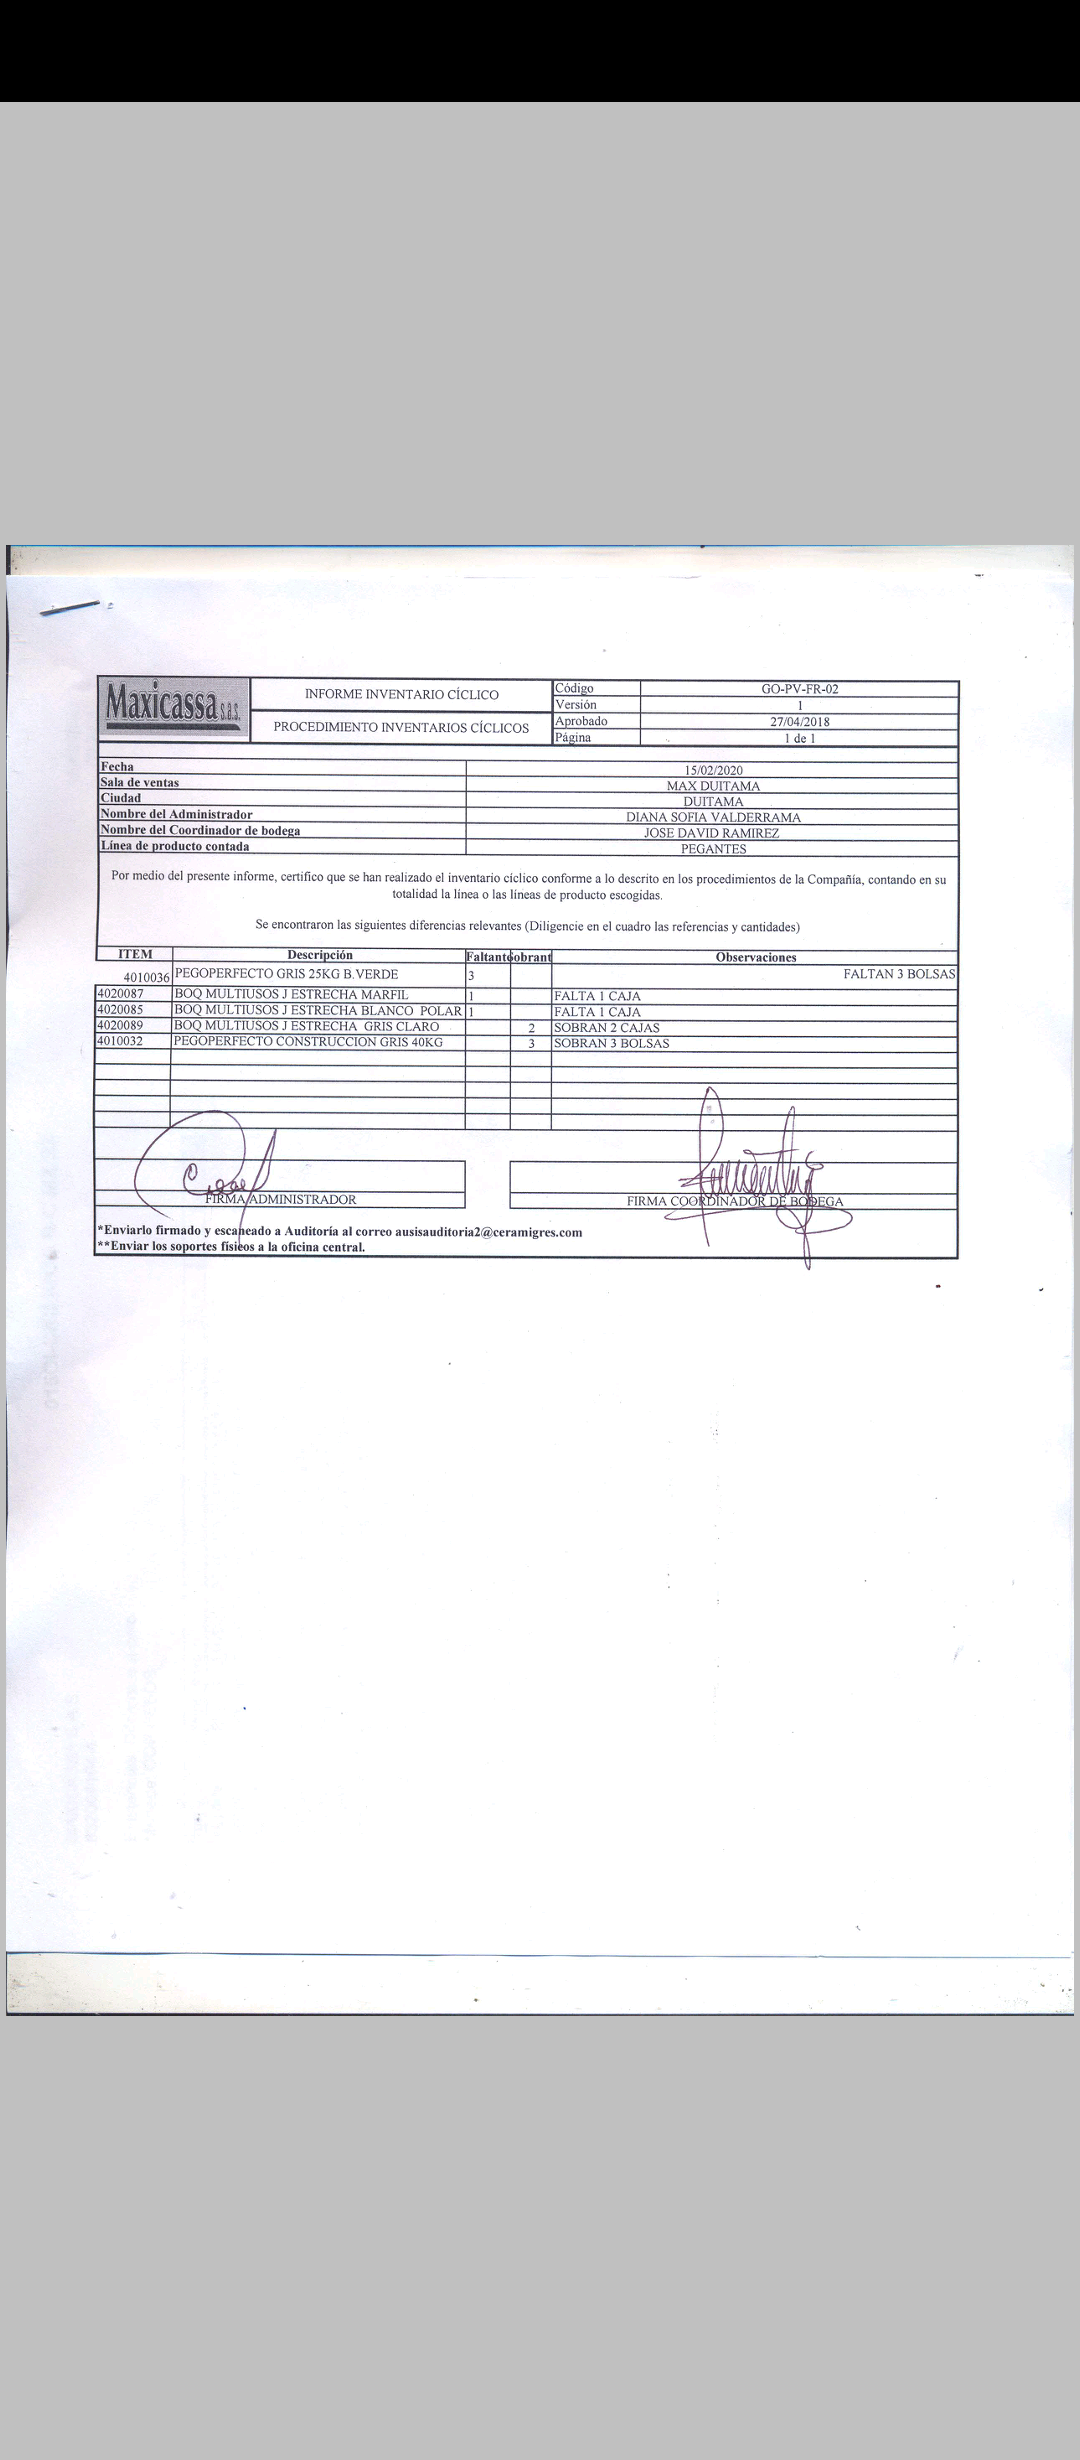 Maxicassa S.A.S.
INFORME INVENTARIO CÍCLICO
PROCEDIMIENTO INVENTARIOS CÍCLICOS
Código GO-PV-FR-02
Versión 1
Aprobado 27/04/2018
Página 1 de 1
Fecha 15/02/2020
Sala de ventas MAX DUITAMA
Ciudad DUITAMA
Nombre del Administrador DIANA SOFIA VALDERRAMA
Nombre del Coordinador de bodega JOSE DAVID RAMIREZ
Línea de producto contada PEGANTES
Por medio del presente informe, certifico que se han realizado el inventario cíclico conforme a lo descrito en los procedimientos de la Compañía, contando en su
totalidad la línea o las líneas de producto escogidas.
Se encontraron las siguientes diferencias relevantes (Diligencie en el cuadro las referencias y cantidades)
ITEM Descripción Faltante Sobrant Observaciones
4010036 PEGOPERFECTO GRIS 25KG B.VERDE 3 FALTAN 3 BOLSAS
4020087 BOQ MULTIUSOS J ESTRECHA MARFIL 1 FALTA 1 CAJA
4020085 BOQ MULTIUSOS J ESTRECHA BLANCO POLAR 1 FALTA 1 CAJA
4020089 BOQ MULTIUSOS J ESTRECHA GRIS CLARO 2 SOBRAN 2 CAJAS
4010032 PEGOPERFECTO CONSTRUCCION GRIS 40KG 3 SOBRAN 3 BOLSAS
FIRMA ADMINISTRADOR
FIRMA COORDINADOR DE BODEGA
*Enviarlo firmado y escaneado a Auditoría al correo ausisauditoria2@ceramigres.com
**Enviar los soportes físicos a la oficina central.